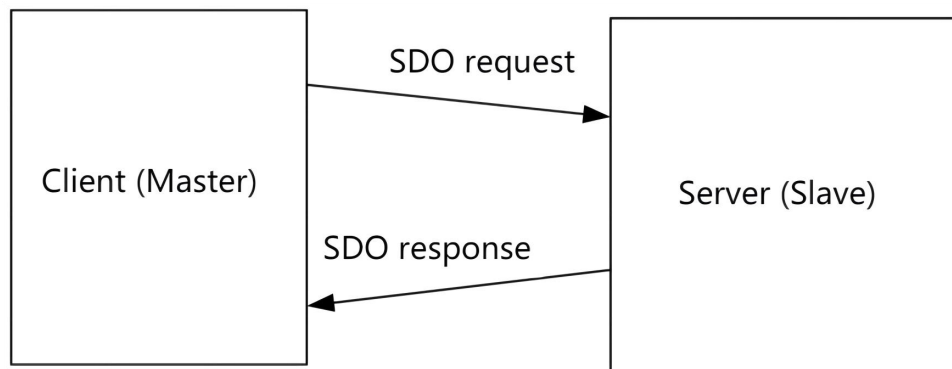 SDO request
Client (Master)
Server (Slave)
SDO response